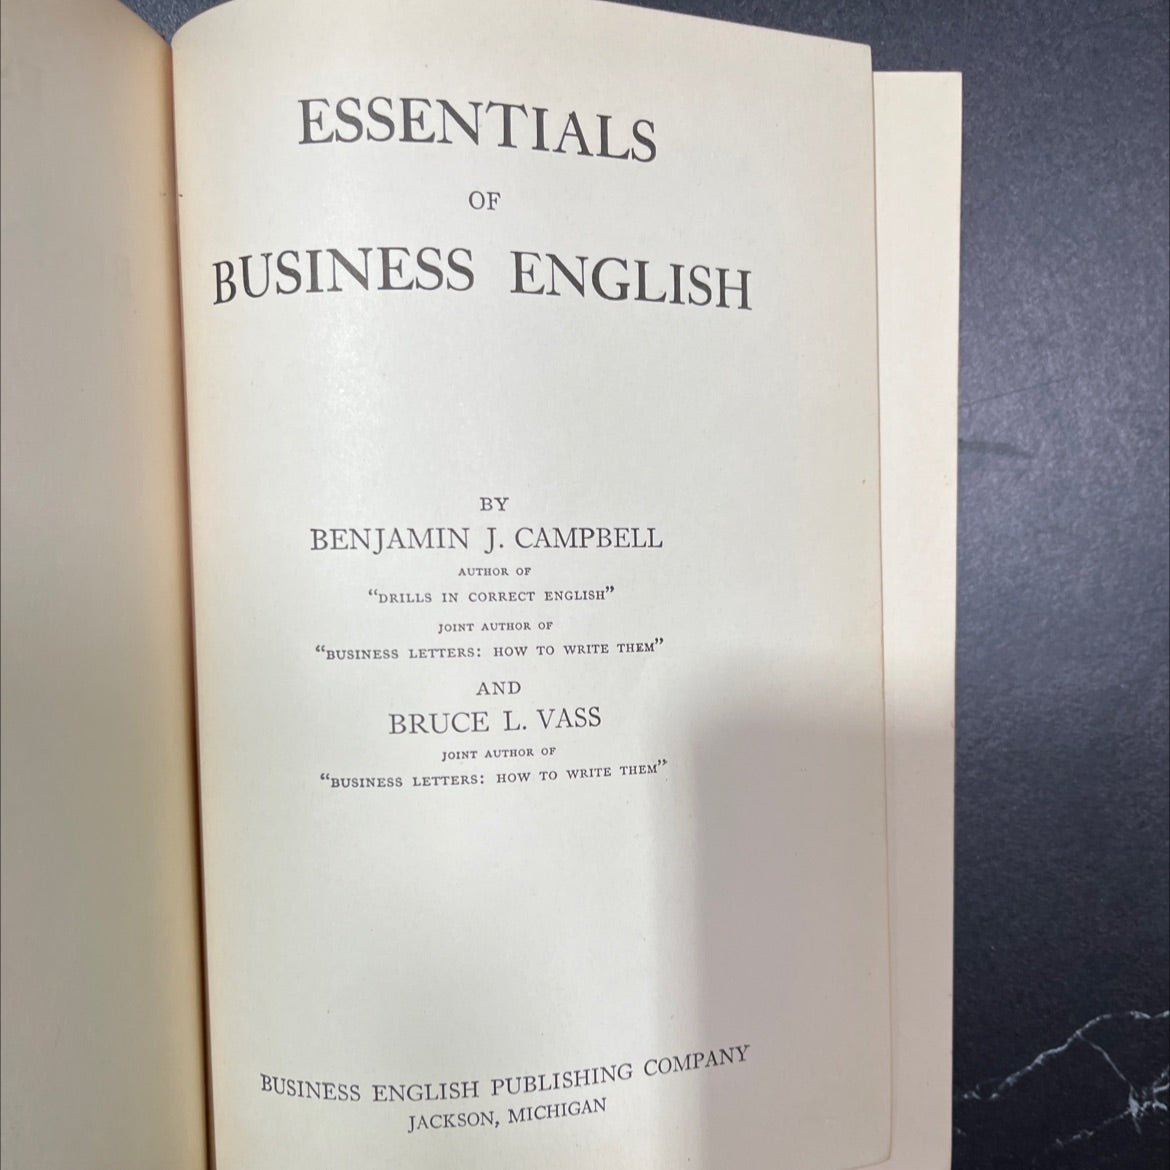 ESSENTIALS
OF
BUSINESS ENGLISH
BY
BENJAMIN J. CAMPBELL
AUTHOR OF
“DRILLS IN CORRECT ENGLISH”
JOINT AUTHOR OF
“BUSINESS LETTERS: HOW TO WRITE THEM”
AND
BRUCE L. VASS
JOINT AUTHOR OF
“BUSINESS LETTERS: HOW TO WRITE THEM”
BUSINESS ENGLISH PUBLISHING COMPANY
JACKSON, MICHIGAN